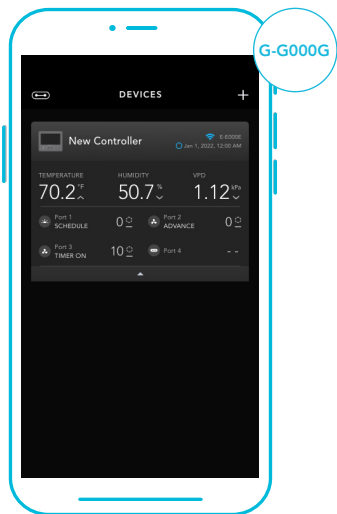 G-G000G
DEVICES +
New Controller
E-E000E
Jan 1, 2022, 12:00 AM
TEMPERATURE HUMIDITY VPD
70.2 °F 50.7 % 1.12 kPa
Port 1 Port 2
SCHEDULE 0 ADVANCE 0
Port 3 Port 4
TIMER ON 10 - -